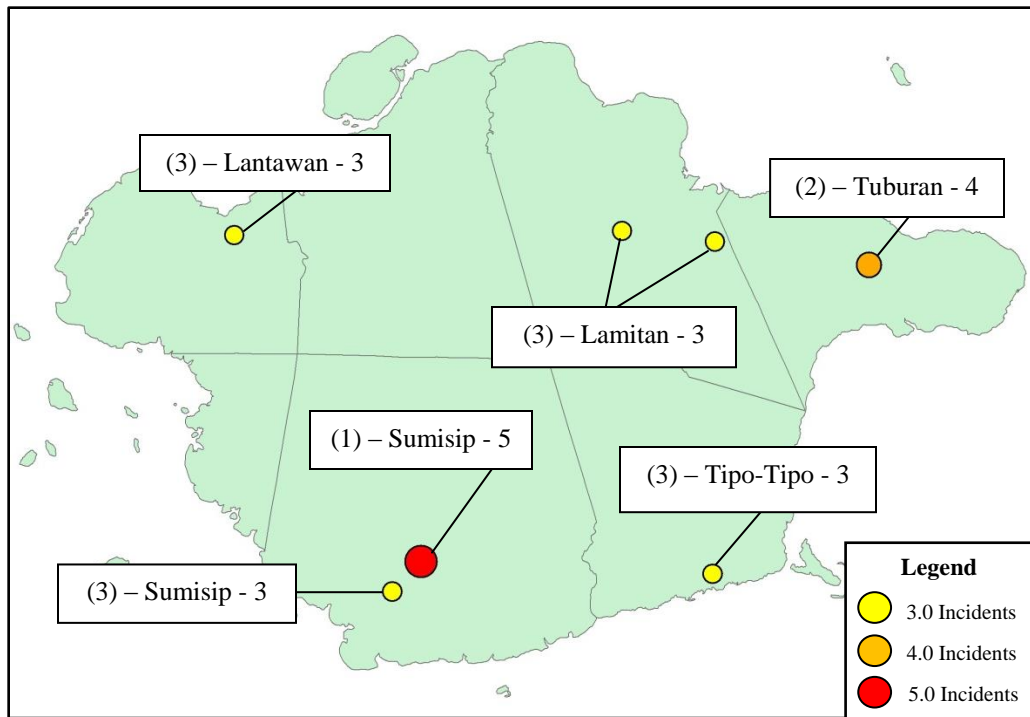 (3) – Lantawan - 3
(2) – Tuburan - 4
(3) – Lamitan - 3
(1) – Sumisip - 5
(3) – Tipo-Tipo - 3
(3) – Sumisip - 3
Legend
3.0 Incidents
4.0 Incidents
5.0 Incidents